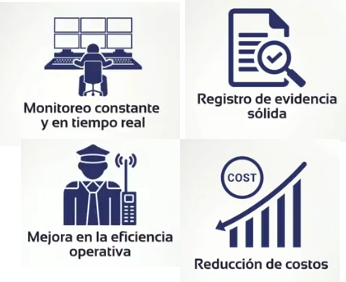 Monitoreo constante
y en tiempo real
Registro de evidencia
sólida
Mejora en la eficiencia
operativa
COST
Reducción de costos